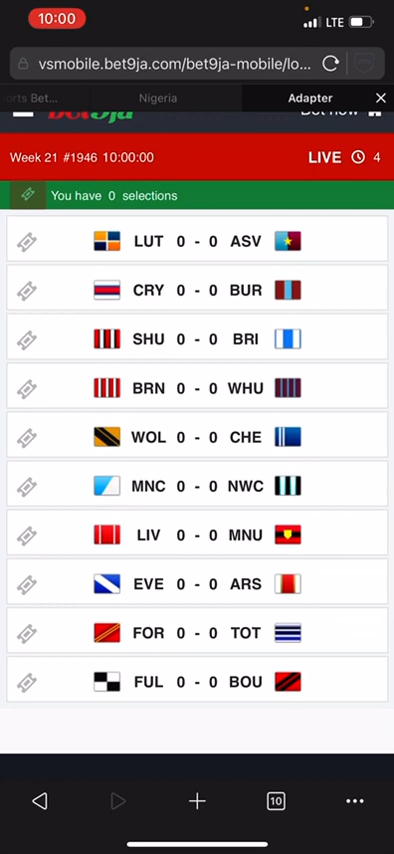 10:00
LTE
vsmobile.bet9ja.com/bet9ja-mobile/lo...
orts Bet...
Nigeria
Adapter
Week 21 #1946 10:00:00
LIVE
4
You have 0 selections
LUT 0 - 0 ASV
CRY 0 - 0 BUR
SHU 0 - 0 BRI
BRN 0 - 0 WHU
WOL 0 - 0 CHE
MNC 0 - 0 NWC
LIV 0 - 0 MNU
EVE 0 - 0 ARS
FOR 0 - 0 TOT
FUL 0 - 0 BOU
10